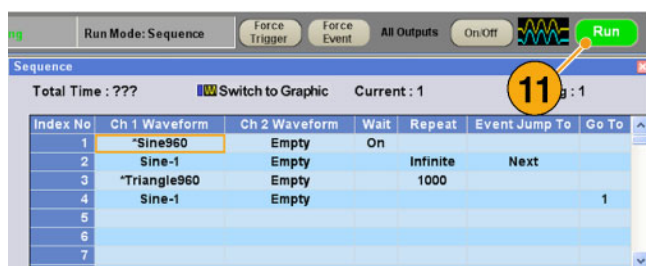 ng Run Mode: Sequence Force Trigger Force Event All Outputs On/Off Run
Sequence
Total Time : ??? Switch to Graphic Current : 1 11 g : 1
Index No Ch 1 Waveform Ch 2 Waveform Wait Repeat Event Jump To Go To
1 *Sine960 Empty On
2 Sine-1 Empty Infinite Next
3 *Triangle960 Empty 1000
4 Sine-1 Empty 1
5
6
7